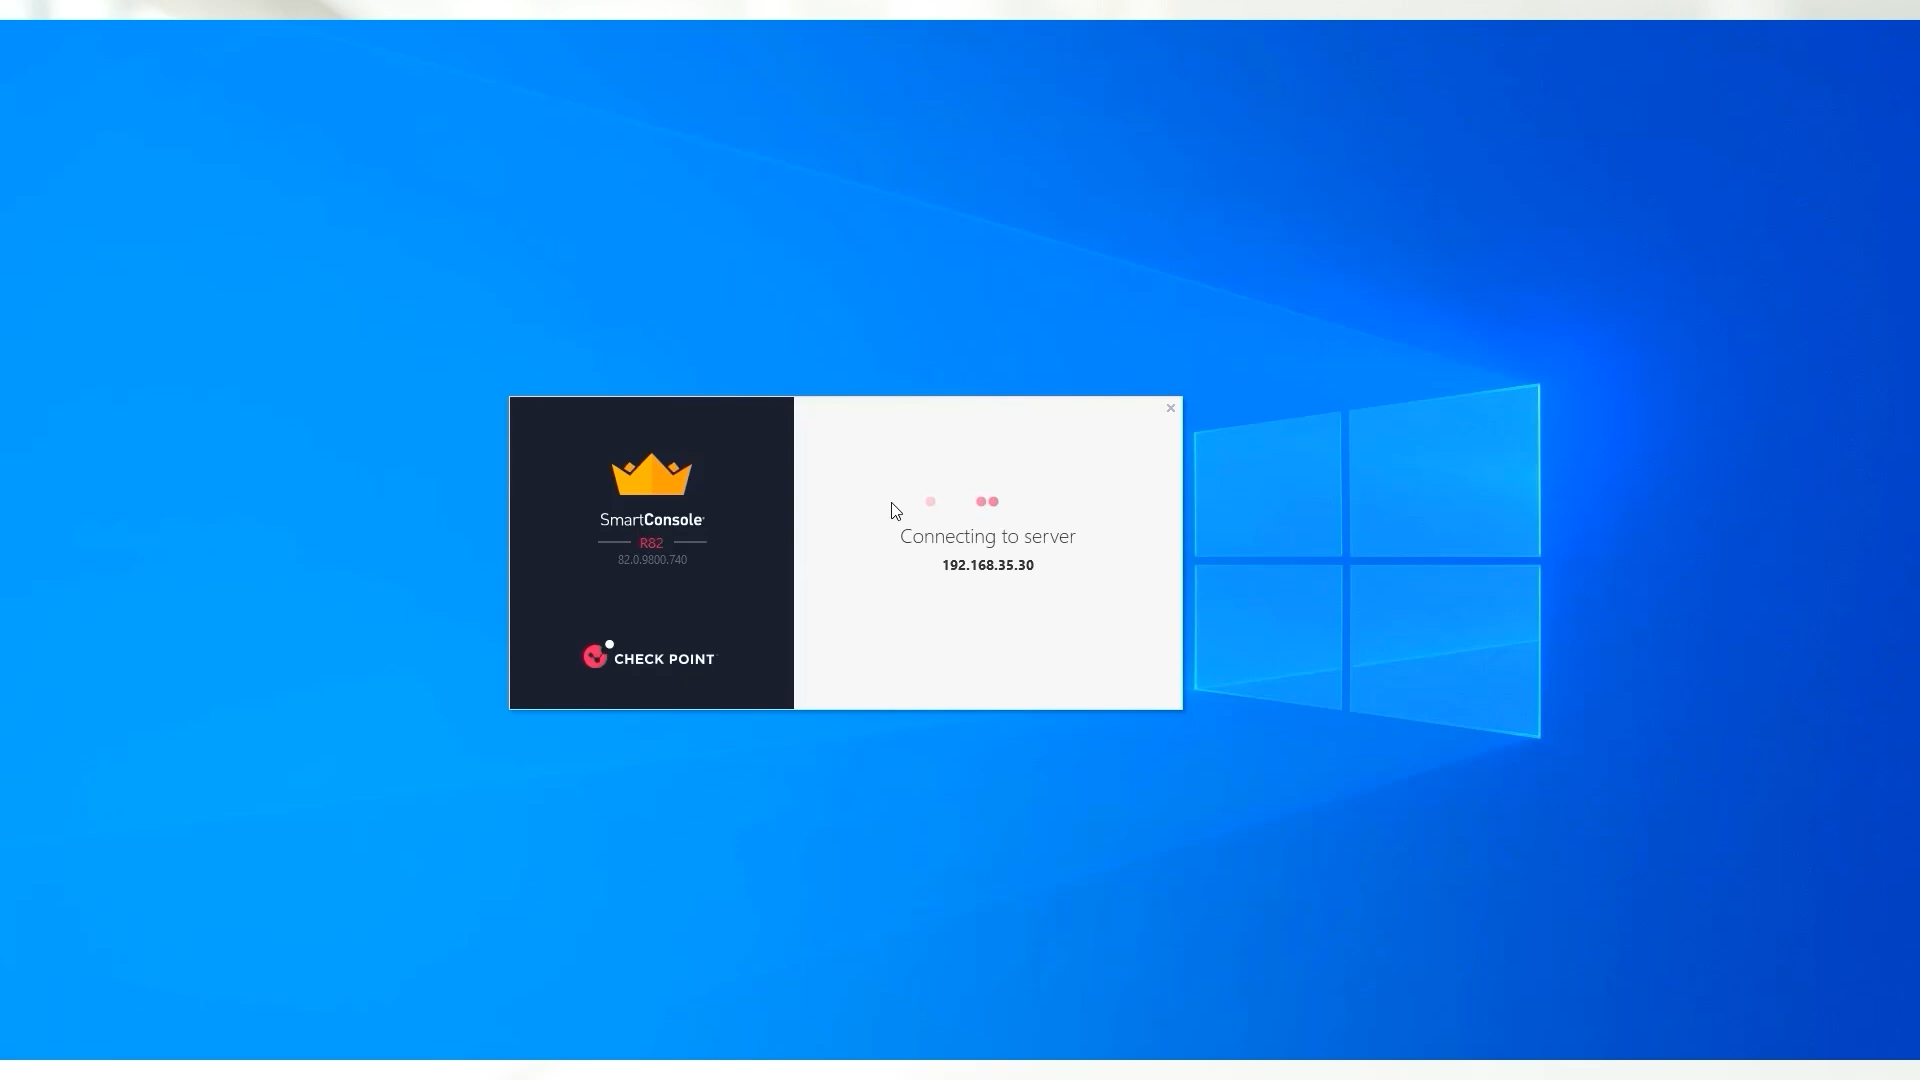 SmartConsole
R82
82.0.9800.740
CHECK POINT
Connecting to server
192.168.35.30